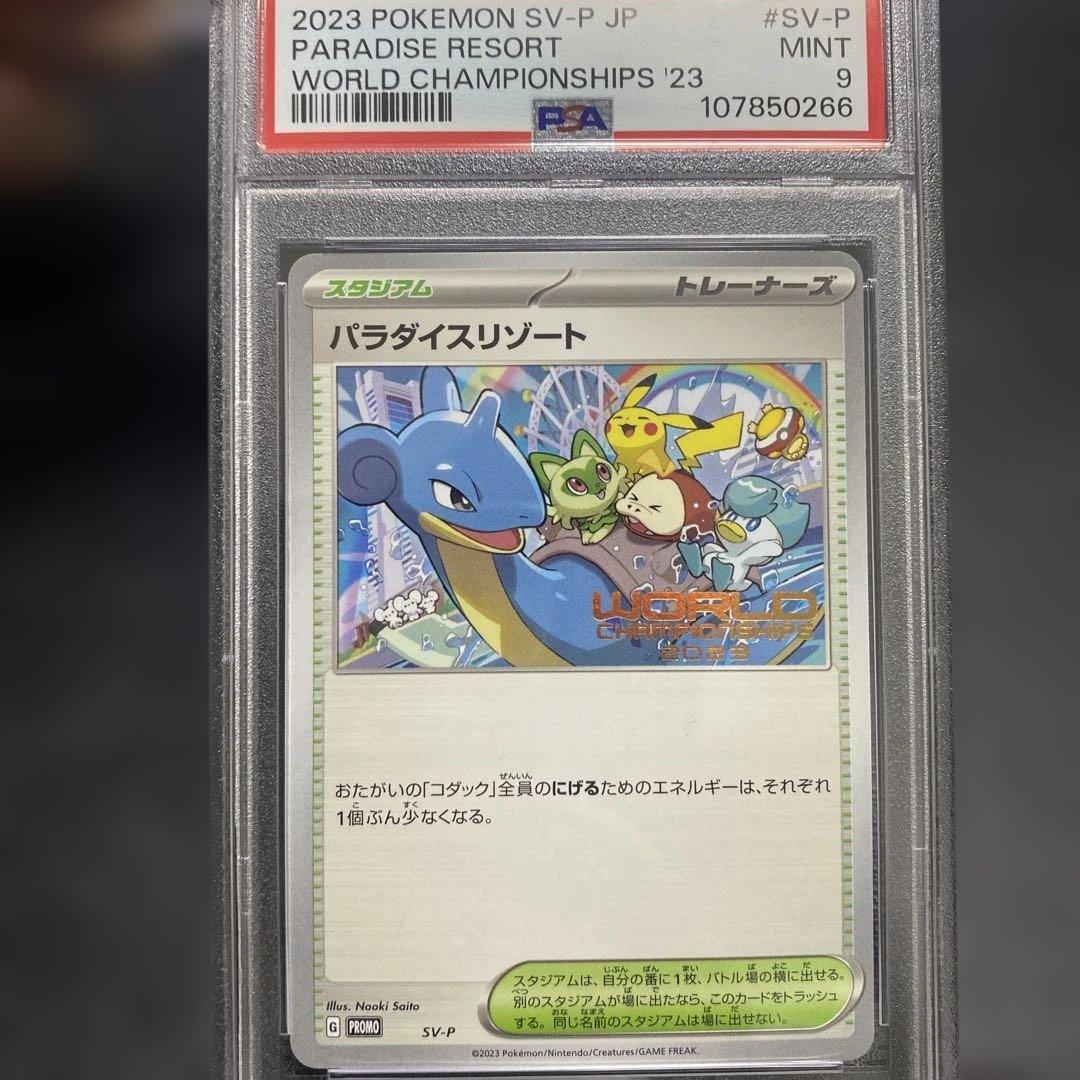 2023 POKEMON SV-P JP #SV-P
PARADISE RESORT MINT
WORLD CHAMPIONSHIPS '23 9
PSA 107850266
スタジアム トレーナーズ
パラダイスリゾート
WORLD
CHAMPIONSHIPS
2023
おたがいの「コダック」全員のにげるためのエネルギーは、それぞれ
1個ぶん少なくなる。
スタジアムは、自分の番に1枚、バトル場の横に出せる。
別のスタジアムが場に出たなら、このカードをトラッシュ
する。同じ名前のスタジアムは場に出せない。
Illus. Naoki Saito
G PROMO SV-P
©2023 Pokémon/Nintendo/Creatures/GAME FREAK.